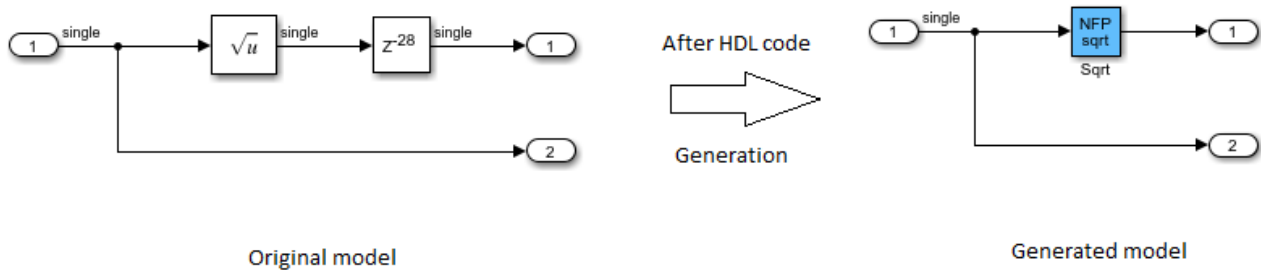 1
single
√u
single
Z-28
single
1
2
Original model
After HDL code
Generation
1
single
NFP
sqrt
Sqrt
1
2
Generated model